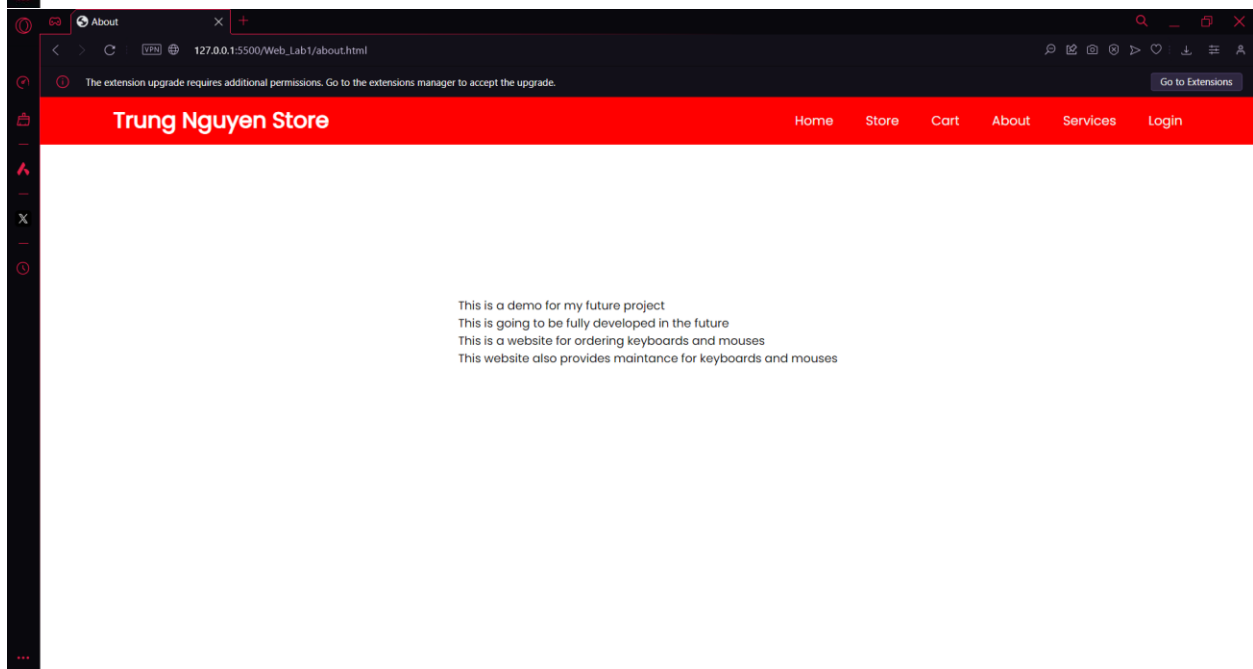 About
VPN 127.0.0.1:5500/Web_Lab1/about.html
The extension upgrade requires additional permissions. Go to the extensions manager to accept the upgrade. Go to Extensions
Trung Nguyen Store Home Store Cart About Services Login
This is a demo for my future project
This is going to be fully developed in the future
This is a website for ordering keyboards and mouses
This website also provides maintance for keyboards and mouses